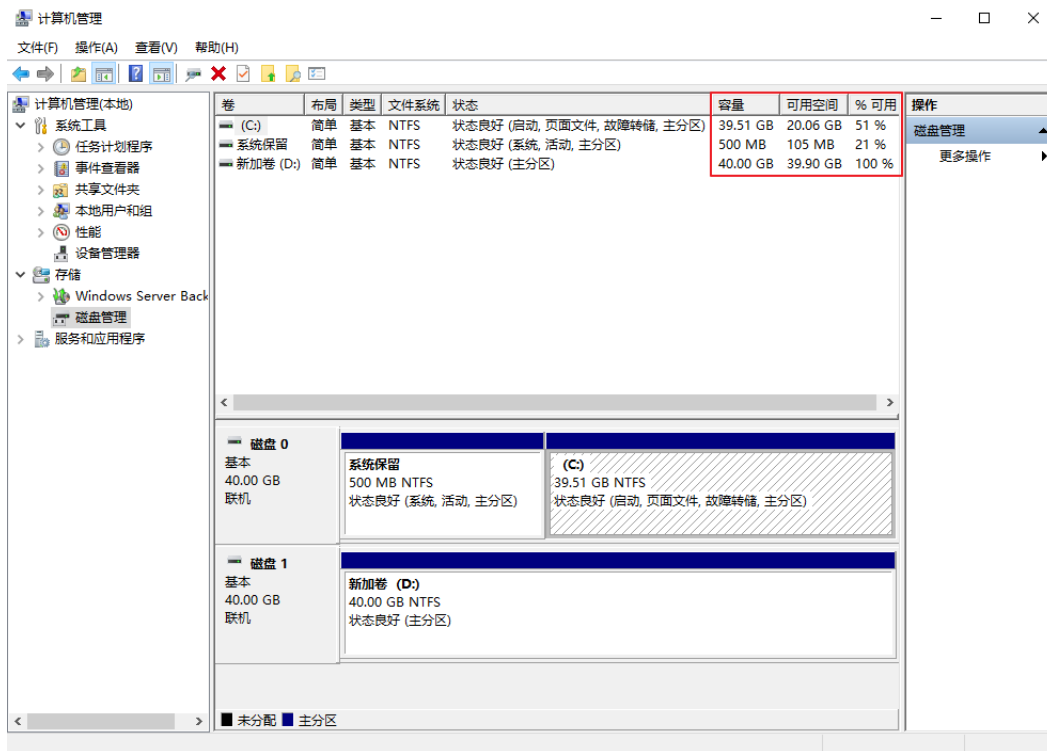 计算机管理
文件(F) 操作(A) 查看(V) 帮助(H)
计算机管理(本地)
系统工具
任务计划程序
事件查看器
共享文件夹
本地用户和组
性能
设备管理器
存储
Windows Server Back
磁盘管理
服务和应用程序
卷 布局 类型 文件系统 状态 容量 可用空间 % 可用
(C:) 简单 基本 NTFS 状态良好 (启动, 页面文件, 故障转储, 主分区) 39.51 GB 20.06 GB 51 %
系统保留 简单 基本 NTFS 状态良好 (系统, 活动, 主分区) 500 MB 105 MB 21 %
新加卷 (D:) 简单 基本 NTFS 状态良好 (主分区) 40.00 GB 39.90 GB 100 %
磁盘 0
基本
40.00 GB
联机
系统保留
500 MB NTFS
状态良好 (系统, 活动, 主分区)
(C:)
39.51 GB NTFS
状态良好 (启动, 页面文件, 故障转储, 主分区)
磁盘 1
基本
40.00 GB
联机
新加卷 (D:)
40.00 GB NTFS
状态良好 (主分区)
未分配 主分区
操作
磁盘管理
更多操作